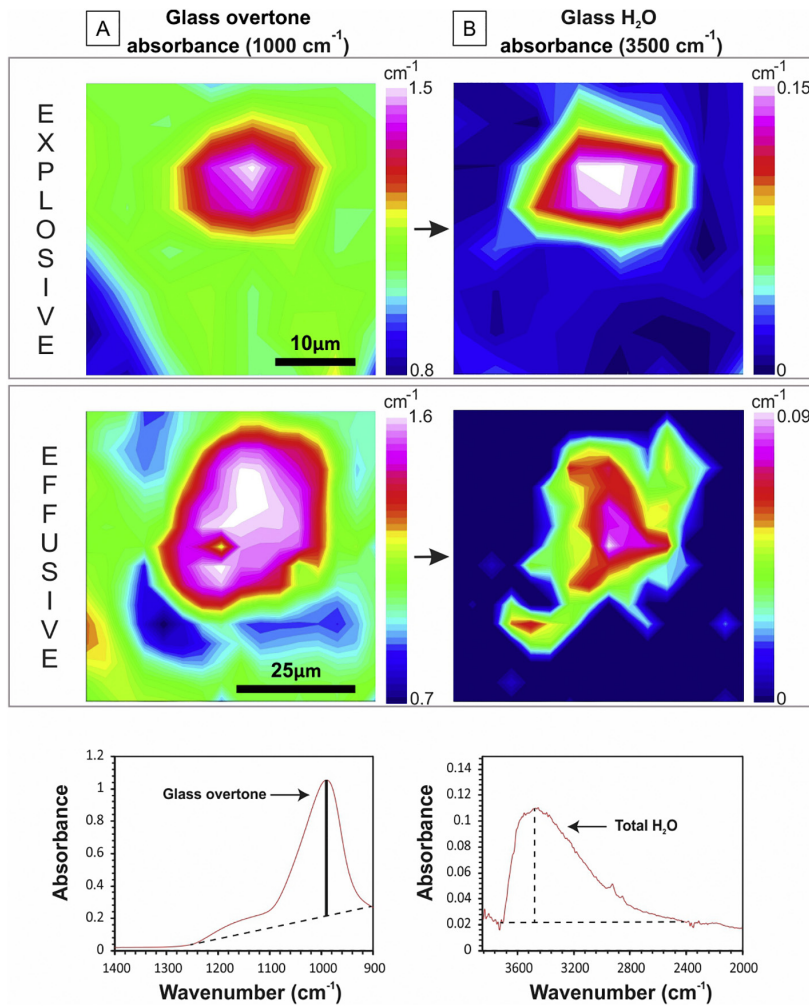 A
Glass overtone
absorbance (1000 cm⁻¹)
B
Glass H₂O
absorbance (3500 cm⁻¹)
EXPLOSIVE
cm⁻¹
1.5
0.8
10µm
cm⁻¹
0.15
0
EFFUSIVE
cm⁻¹
1.6
0.7
25µm
cm⁻¹
0.09
0
Absorbance
1.2
1
0.8
0.6
0.4
0.2
0
Glass overtone
1400 1200 1000 900
Wavenumber (cm⁻¹)
Absorbance
0.14
0.12
0.1
0.08
0.06
0.04
0.02
0
Total H₂O
3600 3200 2800 2400 2000
Wavenumber (cm⁻¹)